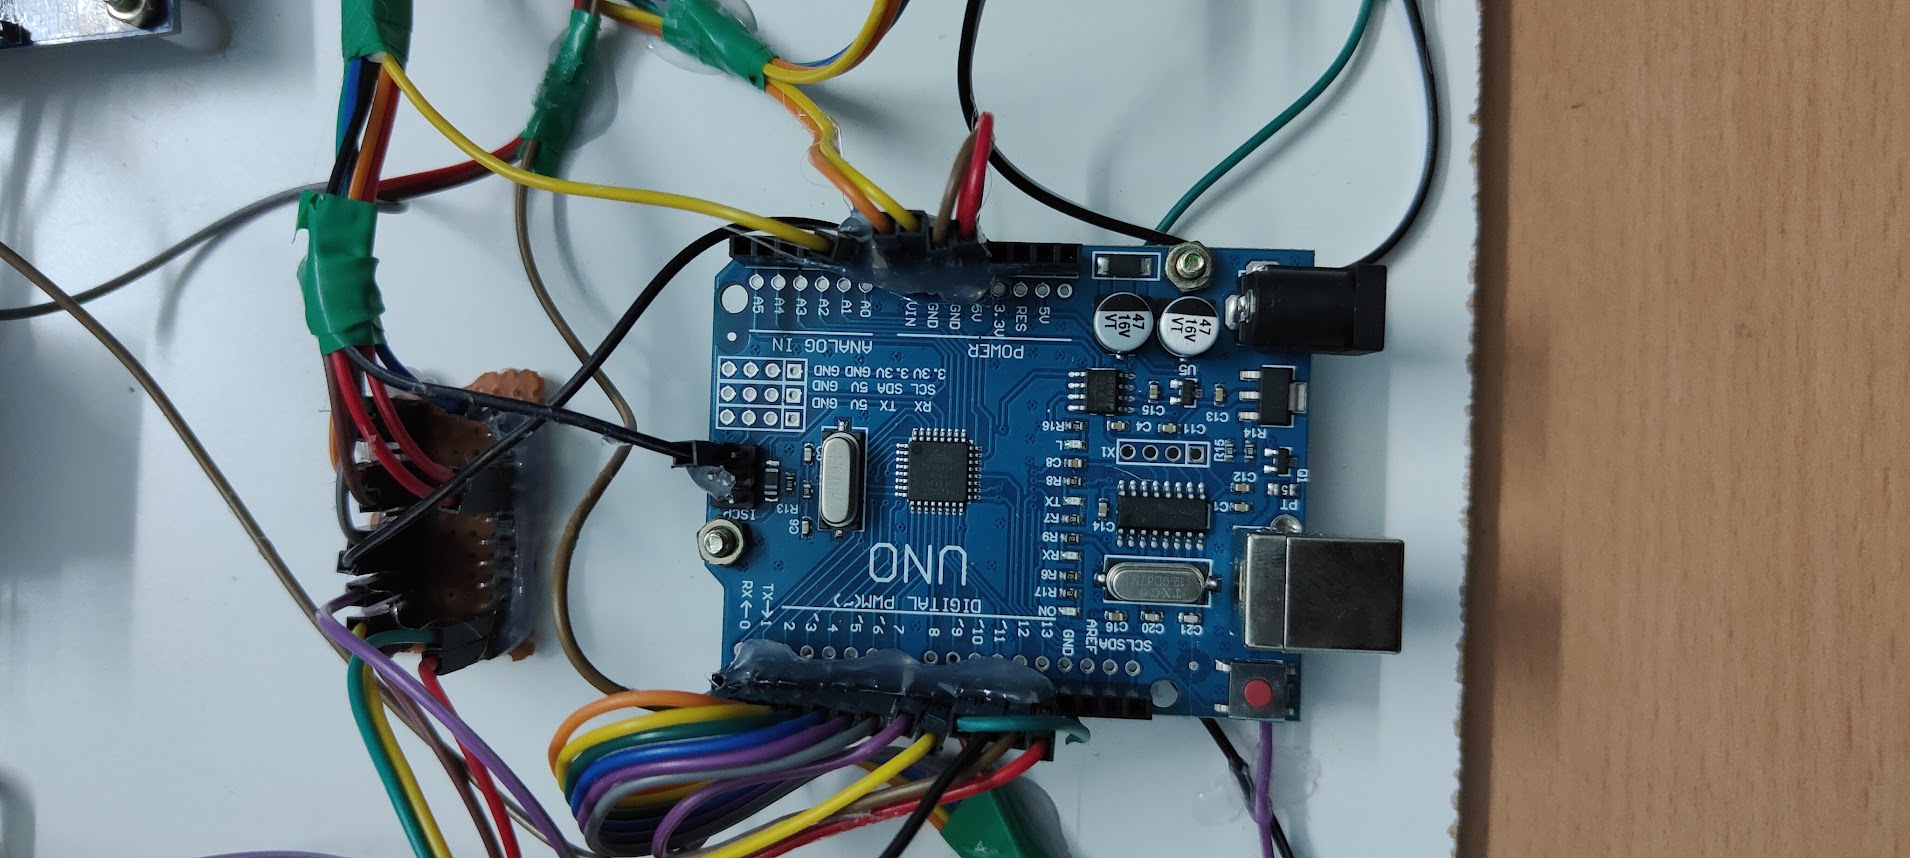 A5 A4 A3 A2 A1 A0 VIN GND GND 5V 3.3V RES 5V
ANALOG IN
POWER
47
16V
VT
47
16V
VT
U5
3.3V 3.3V GND GND
SCL SDA 5V GND
RX TX 5V GND
R16
L
C8
R8
TX
R7
R9
RX
R6
R17
ON
C15
C4
C11
C13
R14
X1
R15
C12
C14
C1
PT
ISCP
R13
C6
UNO
DIGITAL PWM(~)
RX←0
TX→1
2 ~3 4 ~5 ~6 7 8 ~9 ~10 ~11 12 13 GND AREF SDA SCL
C16
C20
C21